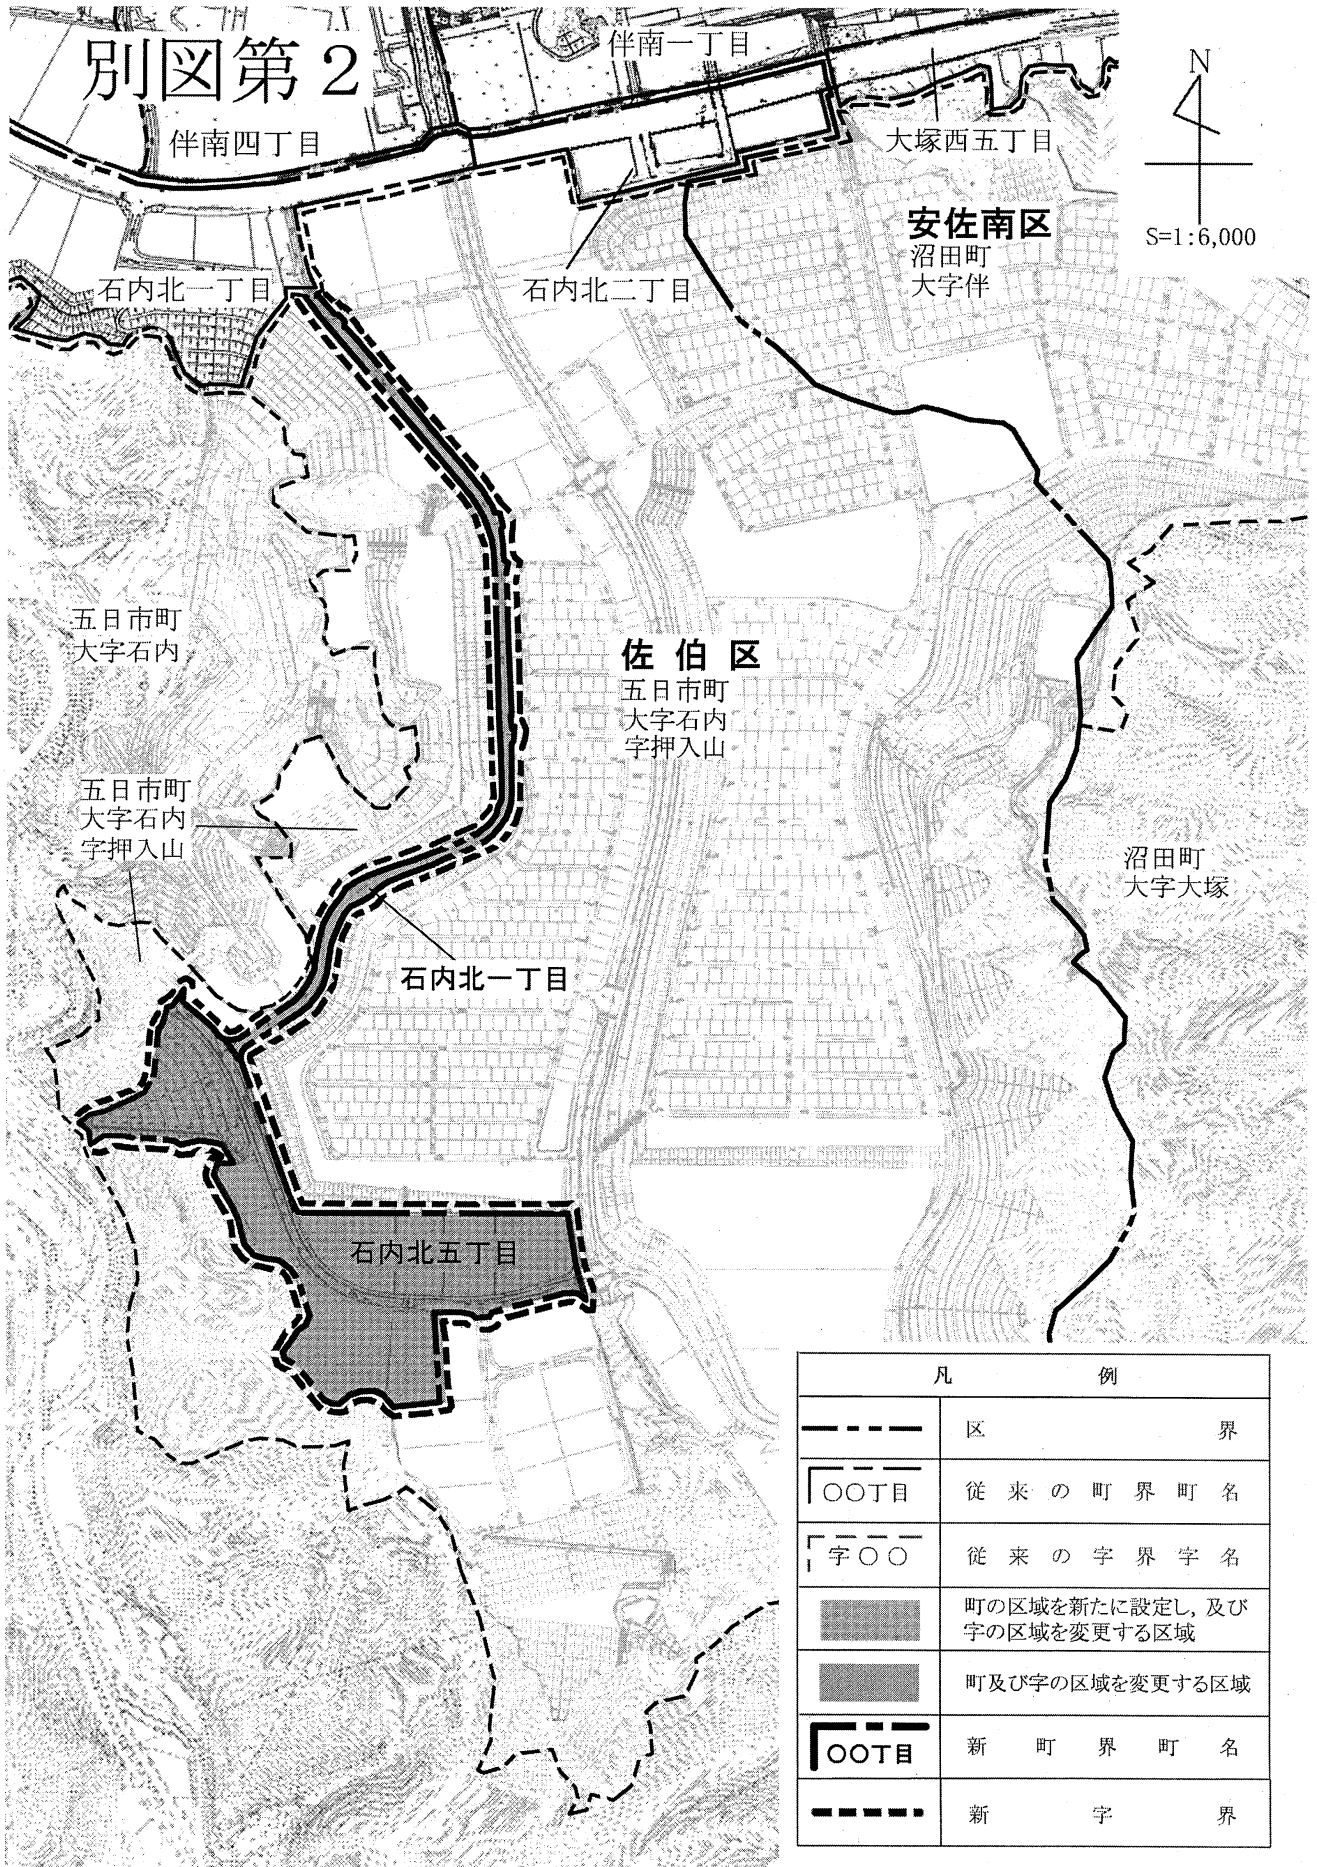 別図第２
伴南一丁目
N
伴南四丁目
大塚西五丁目
安佐南区
沼田町
大字伴
S=1:6,000
石内北一丁目
石内北二丁目
五日市町
大字石内
佐伯区
五日市町
大字石内
字押入山
五日市町
大字石内
字押入山
沼田町
大字大塚
石内北一丁目
石内北五丁目
凡例
区界
〇〇丁目
従来の町界町名
字〇〇
従来の字界字名
町の区域を新たに設定し, 及び
字の区域を変更する区域
町及び字の区域を変更する区域
〇〇丁目
新町界町名
新字界